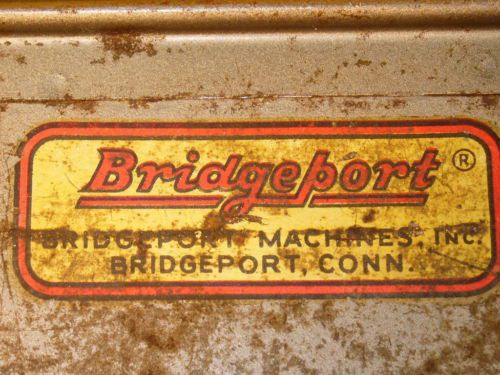 Bridgeport ®
BRIDGEPORT MACHINES, INC.
BRIDGEPORT, CONN.